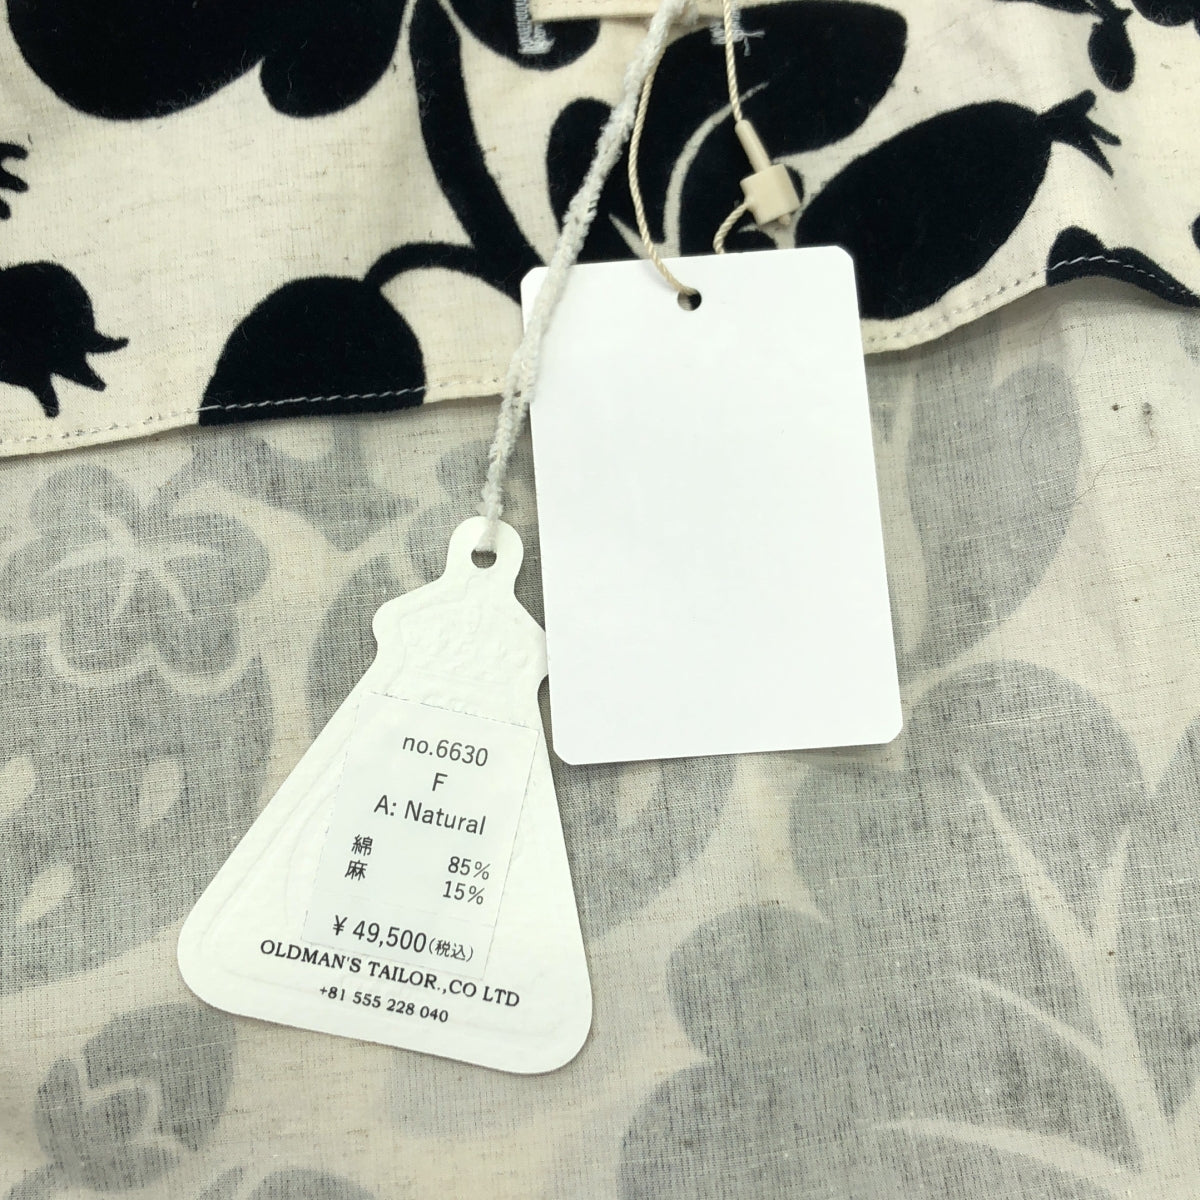 no.6630
F
A: Natural
綿 85%
麻 15%
¥ 49,500(税込)
OLDMAN'S TAILOR.,CO LTD
+81 555 228 040